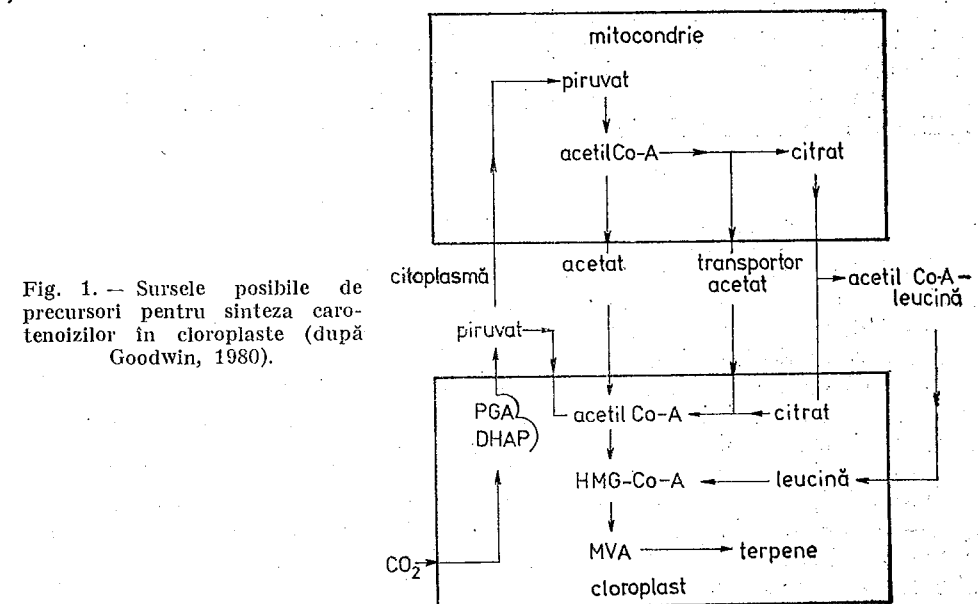 mitocondrie
piruvat
acetil Co-A
citrat
citoplasmă
acetat
transportor
acetat
acetil Co-A-
leucină
Fig. 1. — Sursele posibile de
precursori pentru sinteza caro-
tenoizilor în cloroplaste (după
Goodwin, 1980).
piruvat
PGA
DHAP
acetil Co-A
citrat
HMG-Co-A
leucină
MVA
terpene
CO₂
cloroplast